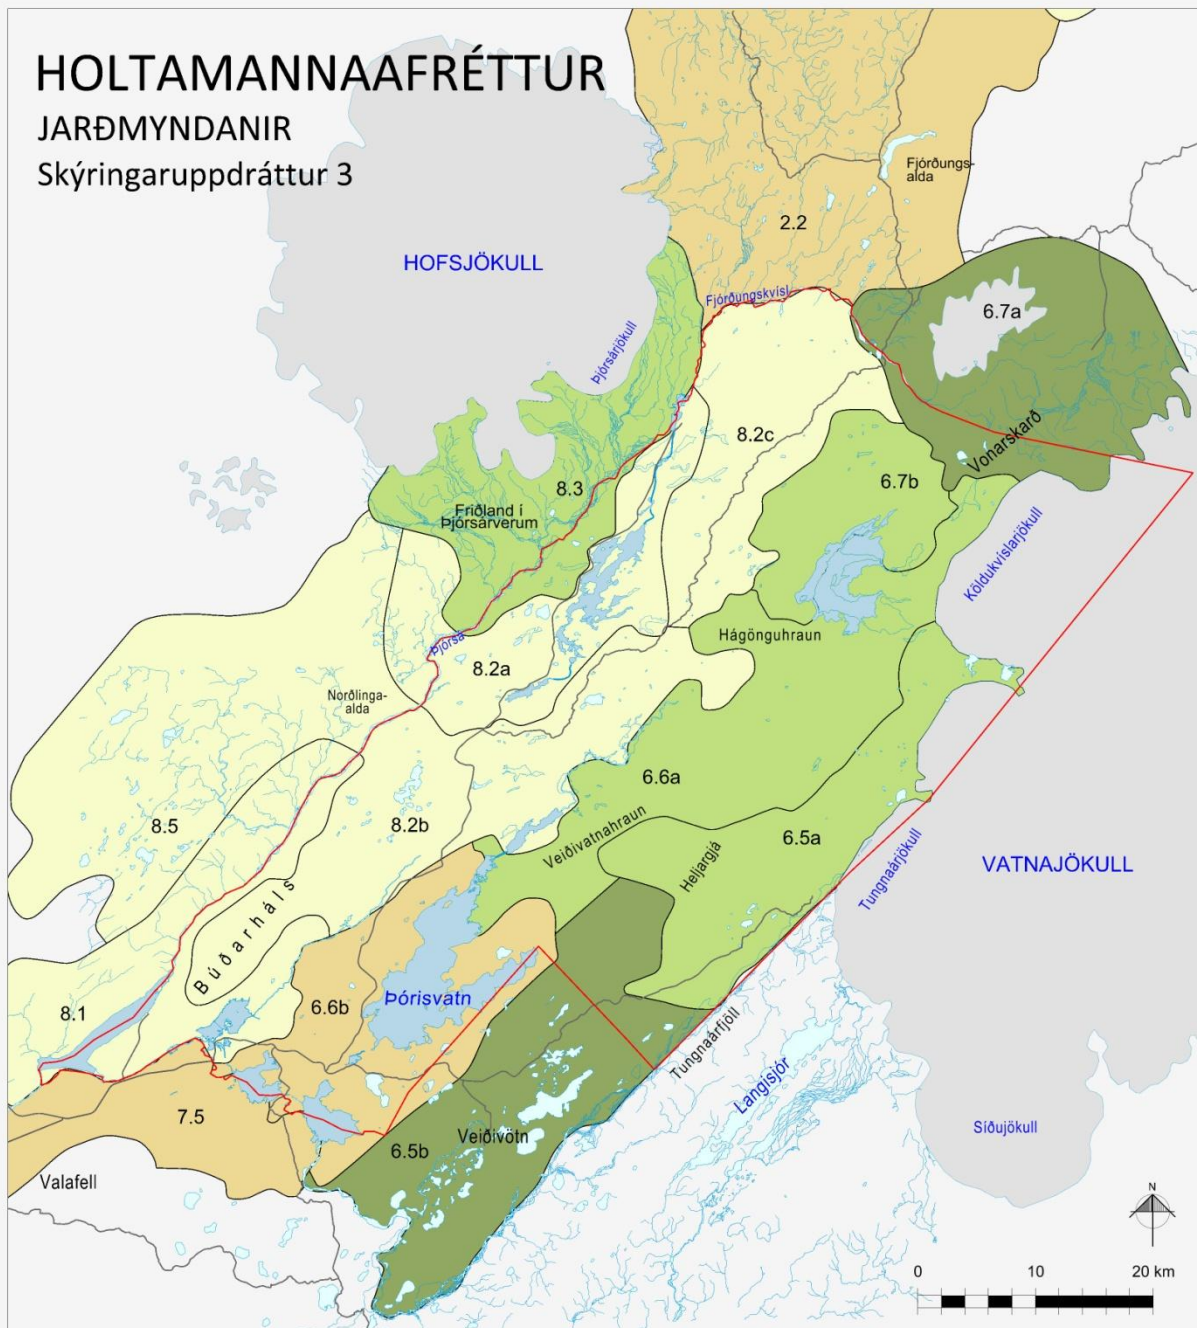 HOLTAMANNAAFRÉTTUR
JARÐMYNDANIR
Skýringaruppdráttur 3
Fjórðungs-
alda
2.2
HOFSJÖKULL
Fjórðungskvísl
6.7a
Þjórsárjökull
8.2c
Vonarskarð
8.3
6.7b
Friðland í
Þjórsárverum
Köldukvíslarjökull
Þjórsá
Hágönguhraun
8.2a
Norðlinga-
alda
6.6a
8.5
8.2b
Veiðivatnahraun
6.5a
Heljargjá
Tungnaárjökull
VATNAJÖKULL
Búðarháls
Þórisvatn
6.6b
8.1
Tungnaárfjöll
Langisjór
7.5
Veiðivötn
Síðujökull
6.5b
Valafell
N
0 10 20 km